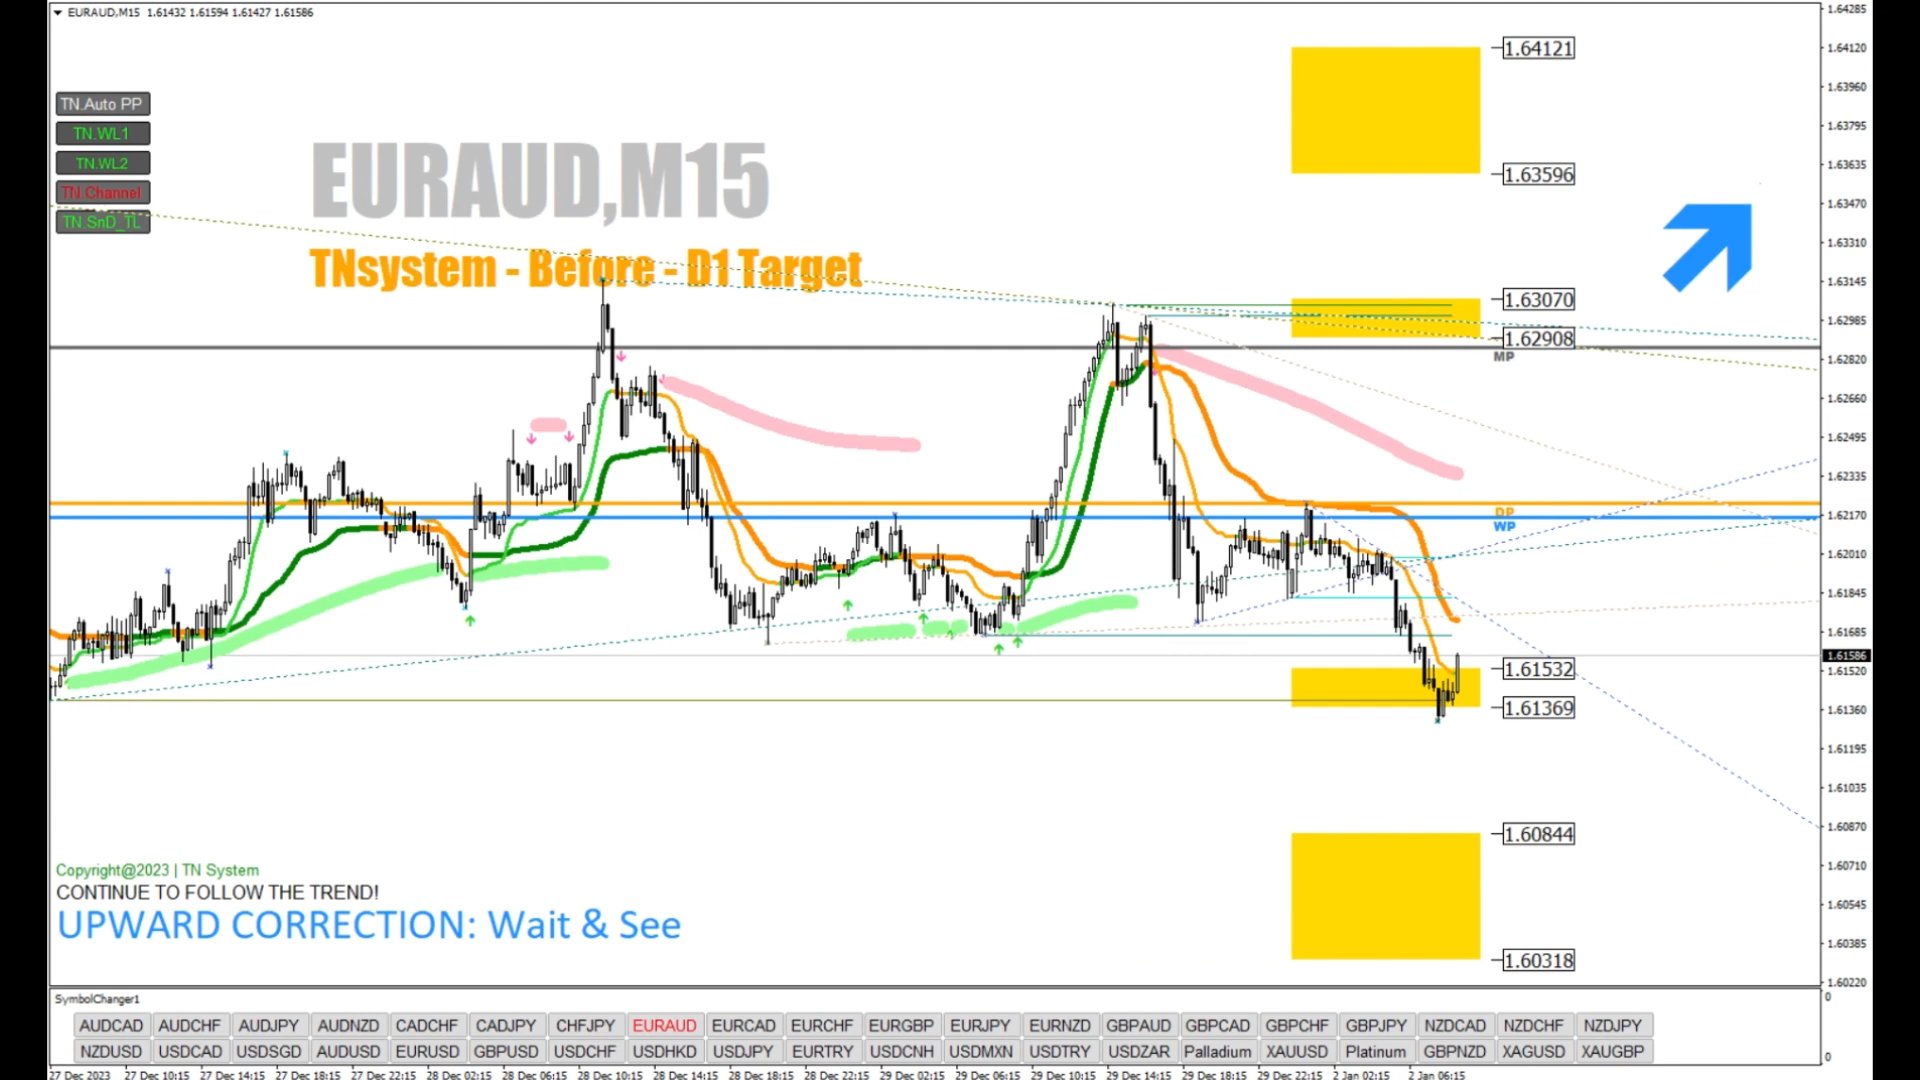 EURAUD,M15 1.61432 1.61594 1.61427 1.61586
TN.Auto PP
TN.WL1
TN.WL2
TN.Channel
TN.SnD_TL
EURAUD,M15
TNsystem - Before - D1 Target
1.64121
1.63596
1.63070
1.62908
MP
DP
WP
1.61532
1.61369
1.60844
1.60318
1.64285
1.64120
1.63960
1.63795
1.63635
1.63470
1.63310
1.63145
1.62985
1.62820
1.62660
1.62495
1.62335
1.62170
1.62010
1.61845
1.61685
1.61586
1.61520
1.61360
1.61195
1.61035
1.60870
1.60710
1.60545
1.60385
1.60220
Copyright@2023 | TN System
CONTINUE TO FOLLOW THE TREND!
UPWARD CORRECTION: Wait & See
SymbolChanger1
0
AUDCAD AUDCHF AUDJPY AUDNZD CADCHF CADJPY CHFJPY EURAUD EURCAD EURCHF EURGBP EURJPY EURNZD GBPAUD GBPCAD GBPCHF GBPJPY NZDCAD NZDCHF NZDJPY
NZDUSD USDCAD USDSGD AUDUSD EURUSD GBPUSD USDCHF USDHKD USDJPY EURTRY USDCNH USDMXN USDTRY USDZAR Palladium XAUUSD Platinum GBPNZD XAGUSD XAUGBP
0
27 Dec 2023 27 Dec 10:15 27 Dec 14:15 27 Dec 18:15 27 Dec 22:15 28 Dec 02:15 28 Dec 06:15 28 Dec 10:15 28 Dec 14:15 28 Dec 18:15 28 Dec 22:15 29 Dec 02:15 29 Dec 06:15 29 Dec 10:15 29 Dec 14:15 29 Dec 18:15 29 Dec 22:15 2 Jan 02:15 2 Jan 06:15